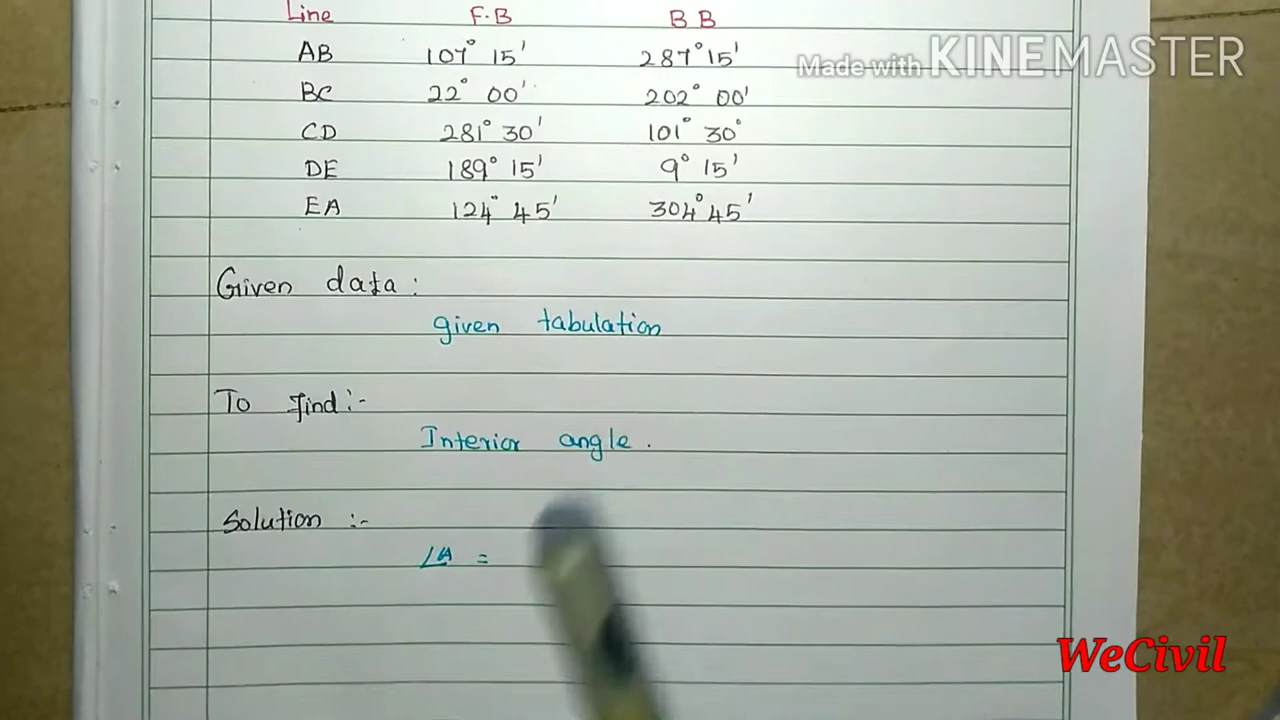 Line F.B B B
AB 107° 15' 287° 15'
Made with KINEMASTER
BC 22° 00' 202° 00'
CD 281° 30' 101° 30°
DE 189° 15' 9° 15'
EA 124° 45' 304° 45'
Given data :
given tabulation
To find :-
Interior angle .
Solution :-
∠A =
WeCivil